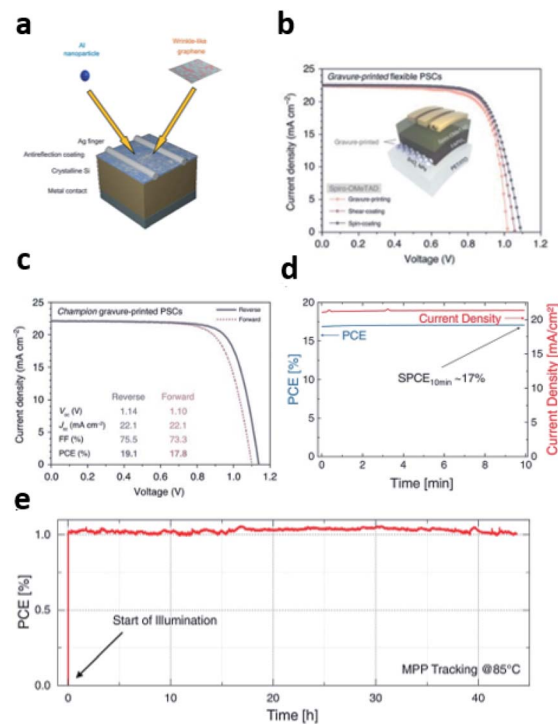 a
Al
nanoparticle
Wrinkle-like
graphene
Ag finger
Antireflection coating
Crystalline Si
Metal contact
b
Gravure-printed flexible PSCs
Gravure-printed
Spiro-OMeTAD
Gravure-printing
Shear-coating
Spin-coating
Current density (mA cm⁻²)
25
20
15
10
5
0
0.0 0.2 0.4 0.6 0.8 1.0 1.2
Voltage (V)
c
Champion gravure-printed PSCs
Reverse
Forward
Reverse Forward
Voc (V) 1.14 1.10
Jsc (mA cm⁻²) 22.1 22.1
FF (%) 75.5 73.3
PCE (%) 19.1 17.8
Current density (mA cm⁻²)
25
20
15
10
5
0
0.0 0.2 0.4 0.6 0.8 1.0 1.2
Voltage (V)
d
Current Density
PCE
SPCE10min ~17%
PCE [%]
20
15
10
5
0
Current Density [mA/cm²]
20
15
10
5
0
0 2 4 6 8 10
Time [min]
e
PCE [%]
1.0
0.5
0.0
Start of Illumination
MPP Tracking @85°C
0 10 20 30 40
Time [h]